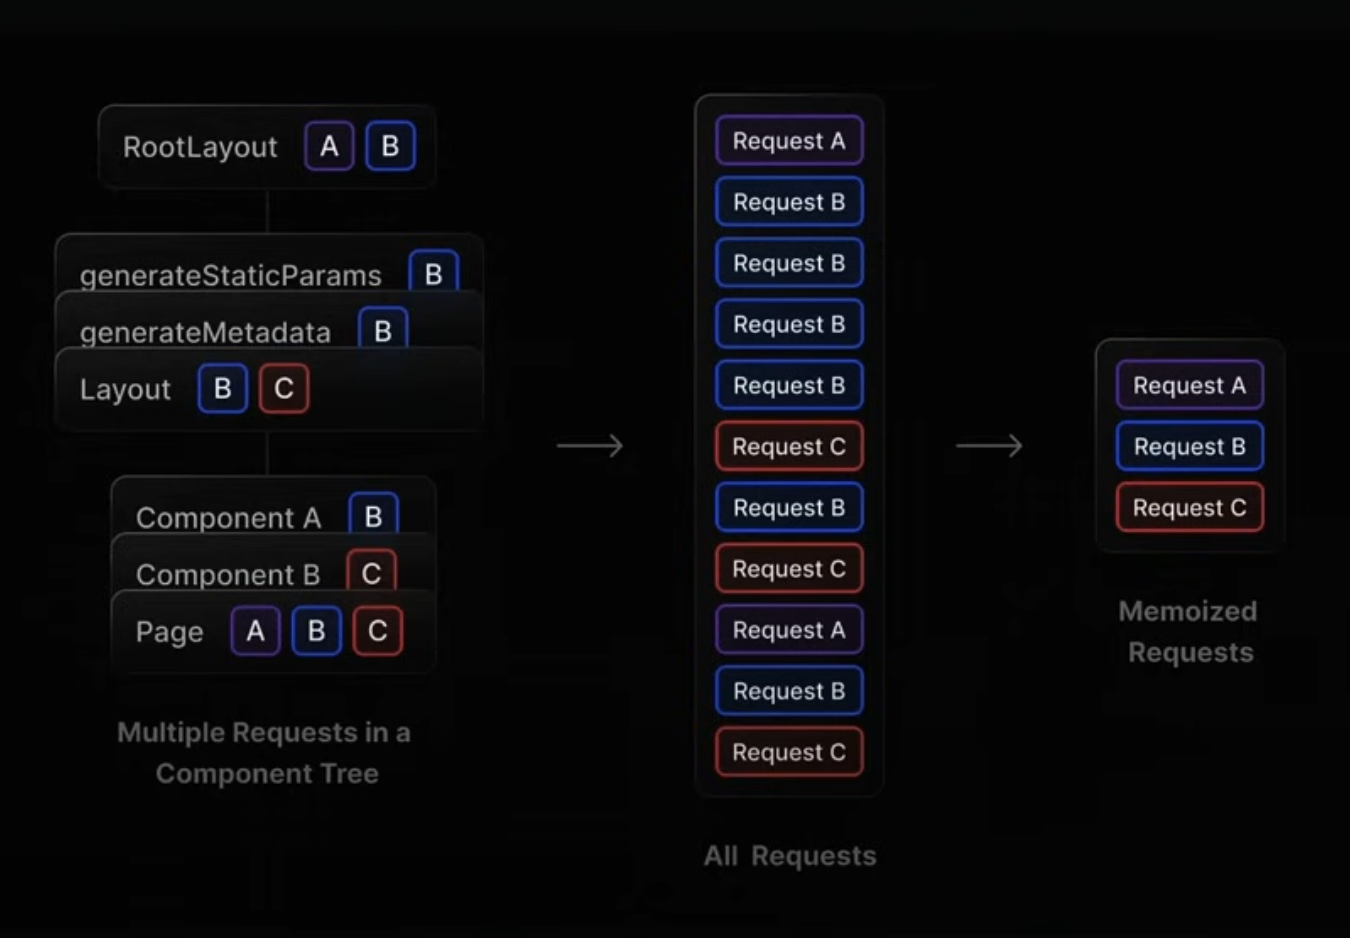 RootLayout A B
generateStaticParams B
generateMetadata B
Layout B C
Component A B
Component B C
Page A B C
Multiple Requests in a
Component Tree
Request A
Request B
Request B
Request B
Request B
Request C
Request B
Request C
Request A
Request B
Request C
All Requests
Request A
Request B
Request C
Memoized
Requests